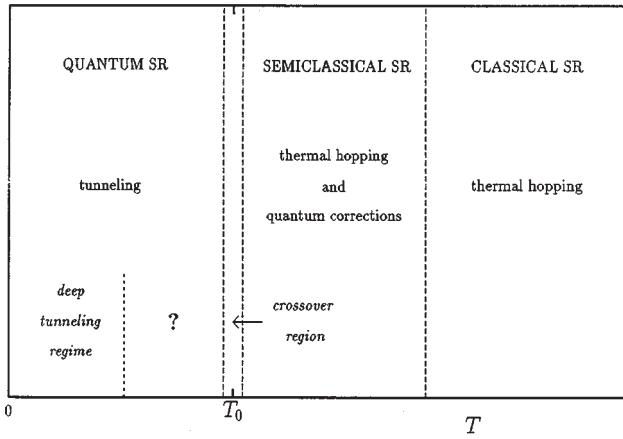 QUANTUM SR
SEMICLASSICAL SR
CLASSICAL SR
tunneling
thermal hopping
and
quantum corrections
thermal hopping
deep
tunneling
regime
?
crossover
region
0
T₀
T